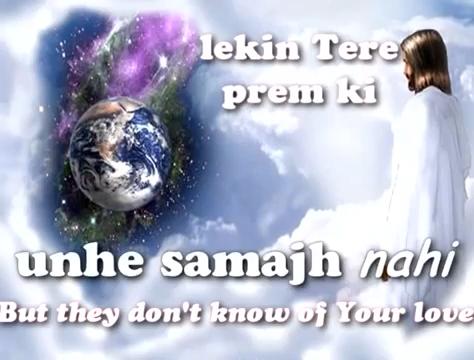 lekin Tere
prem ki
unhe samajh nahi
But they don't know of Your love